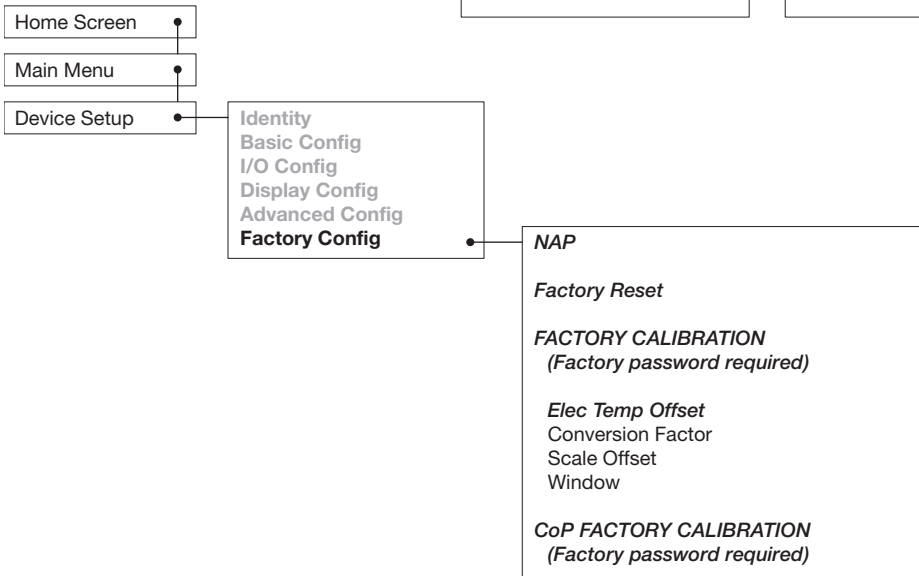 Home Screen
Main Menu
Device Setup
Identity
Basic Config
I/O Config
Display Config
Advanced Config
Factory Config
NAP
Factory Reset
FACTORY CALIBRATION
(Factory password required)
Elec Temp Offset
Conversion Factor
Scale Offset
Window
CoP FACTORY CALIBRATION
(Factory password required)